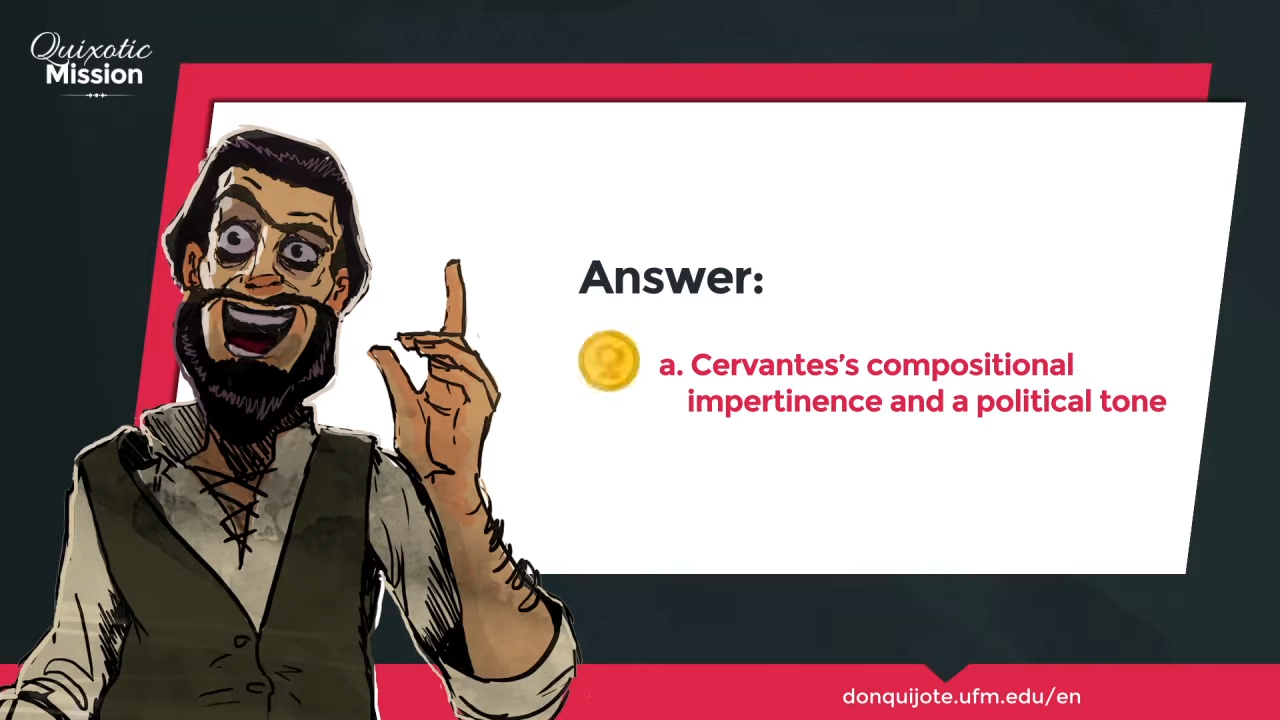 Quixotic
Mission
Answer:
a. Cervantes’s compositional
impertinence and a political tone
donquijote.ufm.edu/en